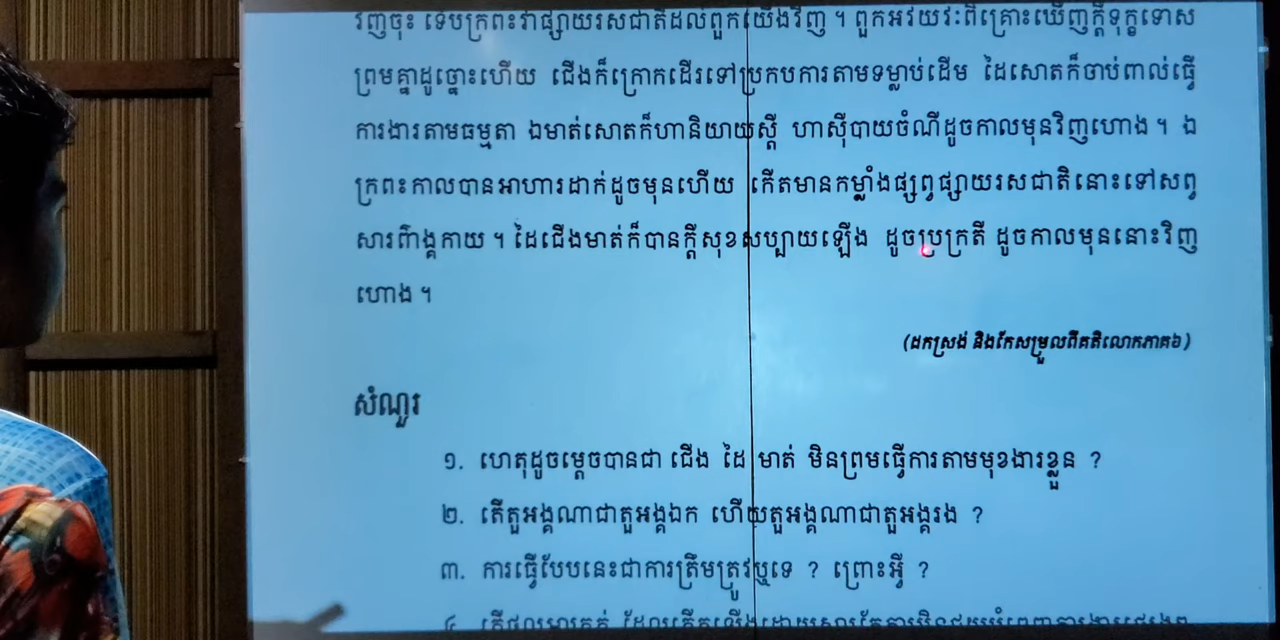 វិញចុះ ទើបក្រពះវាផ្សាយរសជាតិដល់ពួកយើងវិញ ។ ពួកអវយវៈពិគ្រោះឃើញក្ដីទុក្ខទោស
ព្រមគ្នាដូច្នោះហើយ ជើងក៏ក្រោកដើរទៅប្រកបការតាមទម្លាប់ដើម ដៃសោតក៏ចាប់ពាល់ធ្វើ
ការងារតាមធម្មតា ឯមាត់សោតក៏ហានិយាយស្ដី ហាស៊ីបាយចំណីដូចកាលមុនវិញហោង ។ ឯ
ក្រពះកាលបានអាហារដាក់ដូចមុនហើយ កើតមានកម្លាំងផ្សព្វផ្សាយរសជាតិនោះទៅសព្វ
សារពាង្គកាយ ។ ដៃជើងមាត់ក៏បានក្ដីសុខសប្បាយឡើង ដូចប្រក្រតី ដូចកាលមុននោះវិញ
ហោង ។
(ដកស្រង់ និងកែសម្រួលពីគតិលោកភាគ៦)
សំណួរ
១. ហេតុដូចម្ដេចបានជា ជើង ដៃ មាត់ មិនព្រមធ្វើការតាមមុខងារខ្លួន ?
២. តើតួអង្គណាជាតួអង្គឯក ហើយតួអង្គណាជាតួអង្គរង ?
៣. ការធ្វើបែបនេះជាការត្រឹមត្រូវឬទេ ? ព្រោះអ្វី ?